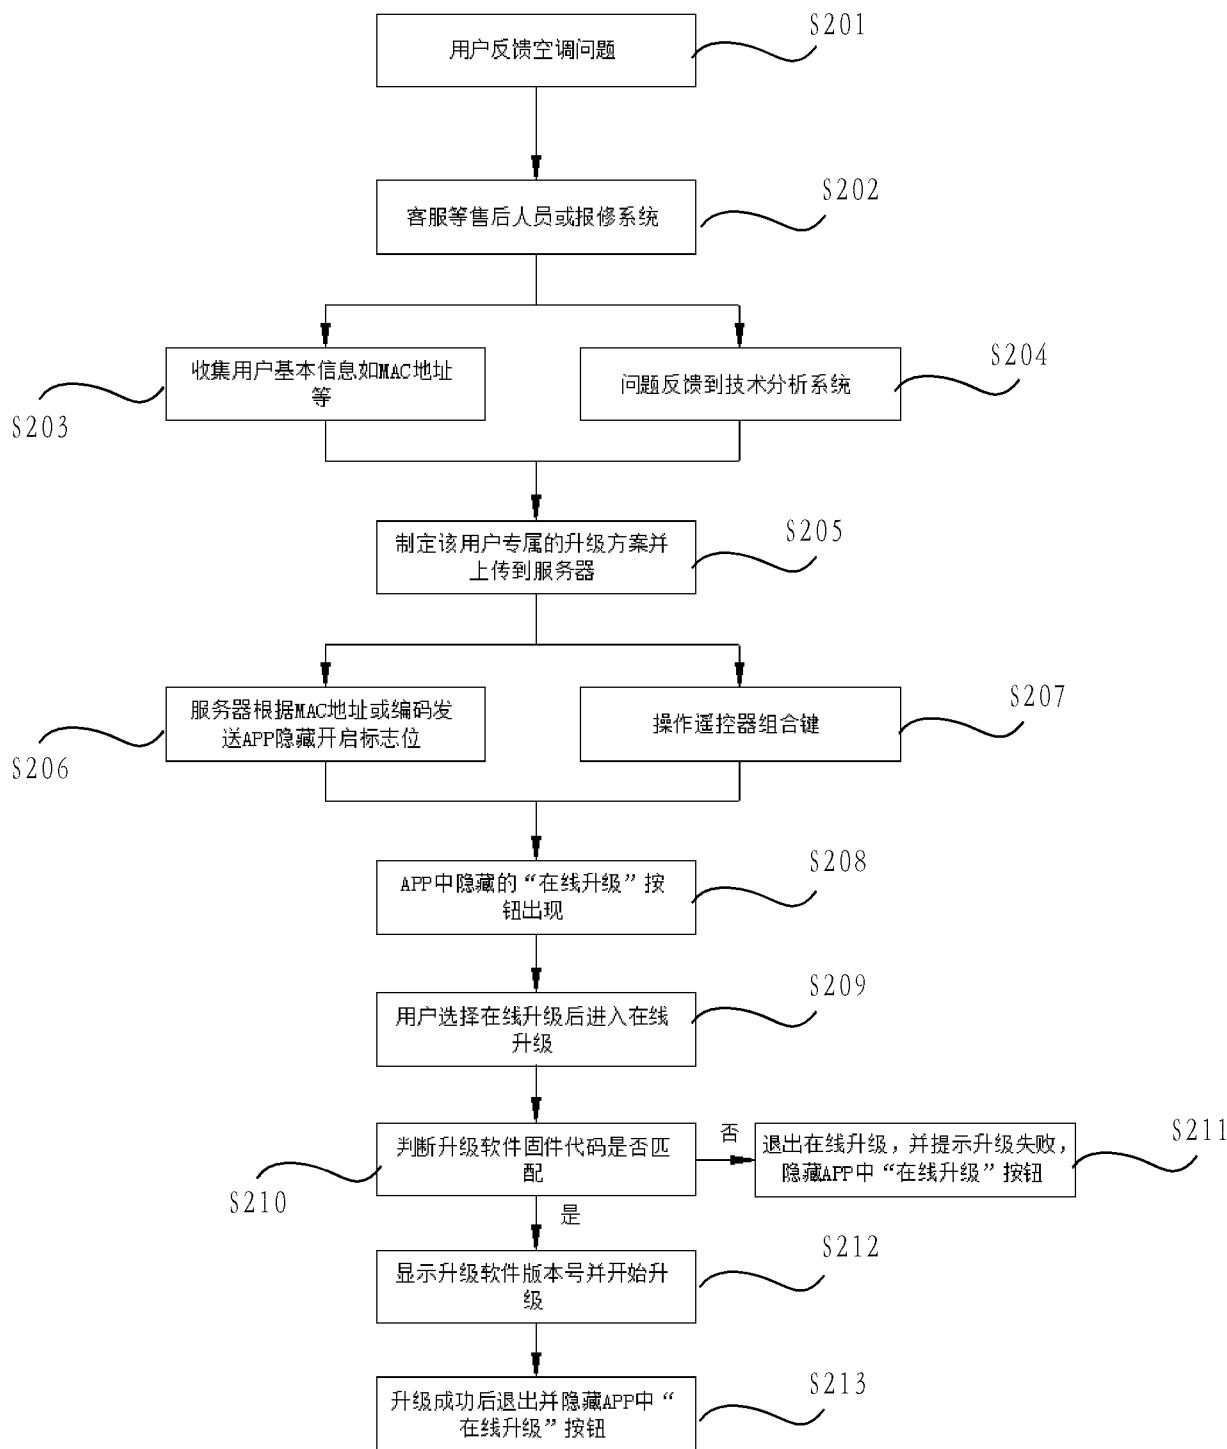 S201
用户反馈空调问题
S202
客服等售后人员或报修系统
收集用户基本信息如MAC地址
等
S203
S204
问题反馈到技术分析系统
S205
制定该用户专属的升级方案并
上传到服务器
服务器根据MAC地址或编码发
送APP隐藏开启标志位
S206
S207
操作遥控器组合键
S208
APP中隐藏的“在线升级”按
钮出现
S209
用户选择在线升级后进入在线
升级
判断升级软件固件代码是否匹
配
S210
否
S211
退出在线升级，并提示升级失败，
隐藏APP中“在线升级”按钮
是
S212
显示升级软件版本号并开始升
级
S213
升级成功后退出并隐藏APP中“
在线升级”按钮